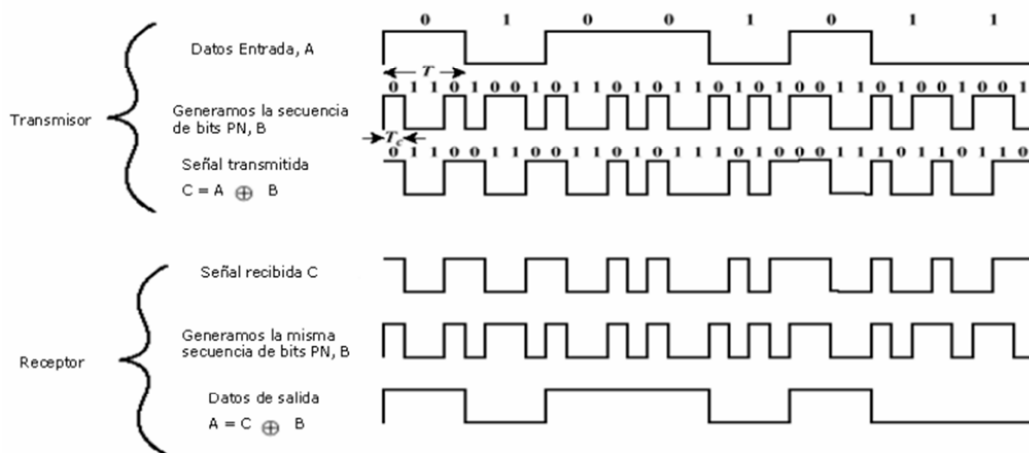 0 1 0 0 1 0 1 1
Datos Entrada, A
T
0 1 1 0 1 0 0 1 0 1 1 0 1 0 1 1 0 1 0 1 0 0 1 1 0 1 0 0 1 0 0 1
Transmisor
Generamos la secuencia
de bits PN, B
Tc
0 1 1 0 0 1 1 0 0 1 1 0 1 0 1 1 1 0 1 0 0 0 1 1 1 0 1 1 0 1 1 0
Señal transmitida
C = A ⊕ B
Señal recibida C
Receptor
Generamos la misma
secuencia de bits PN, B
Datos de salida
A = C ⊕ B